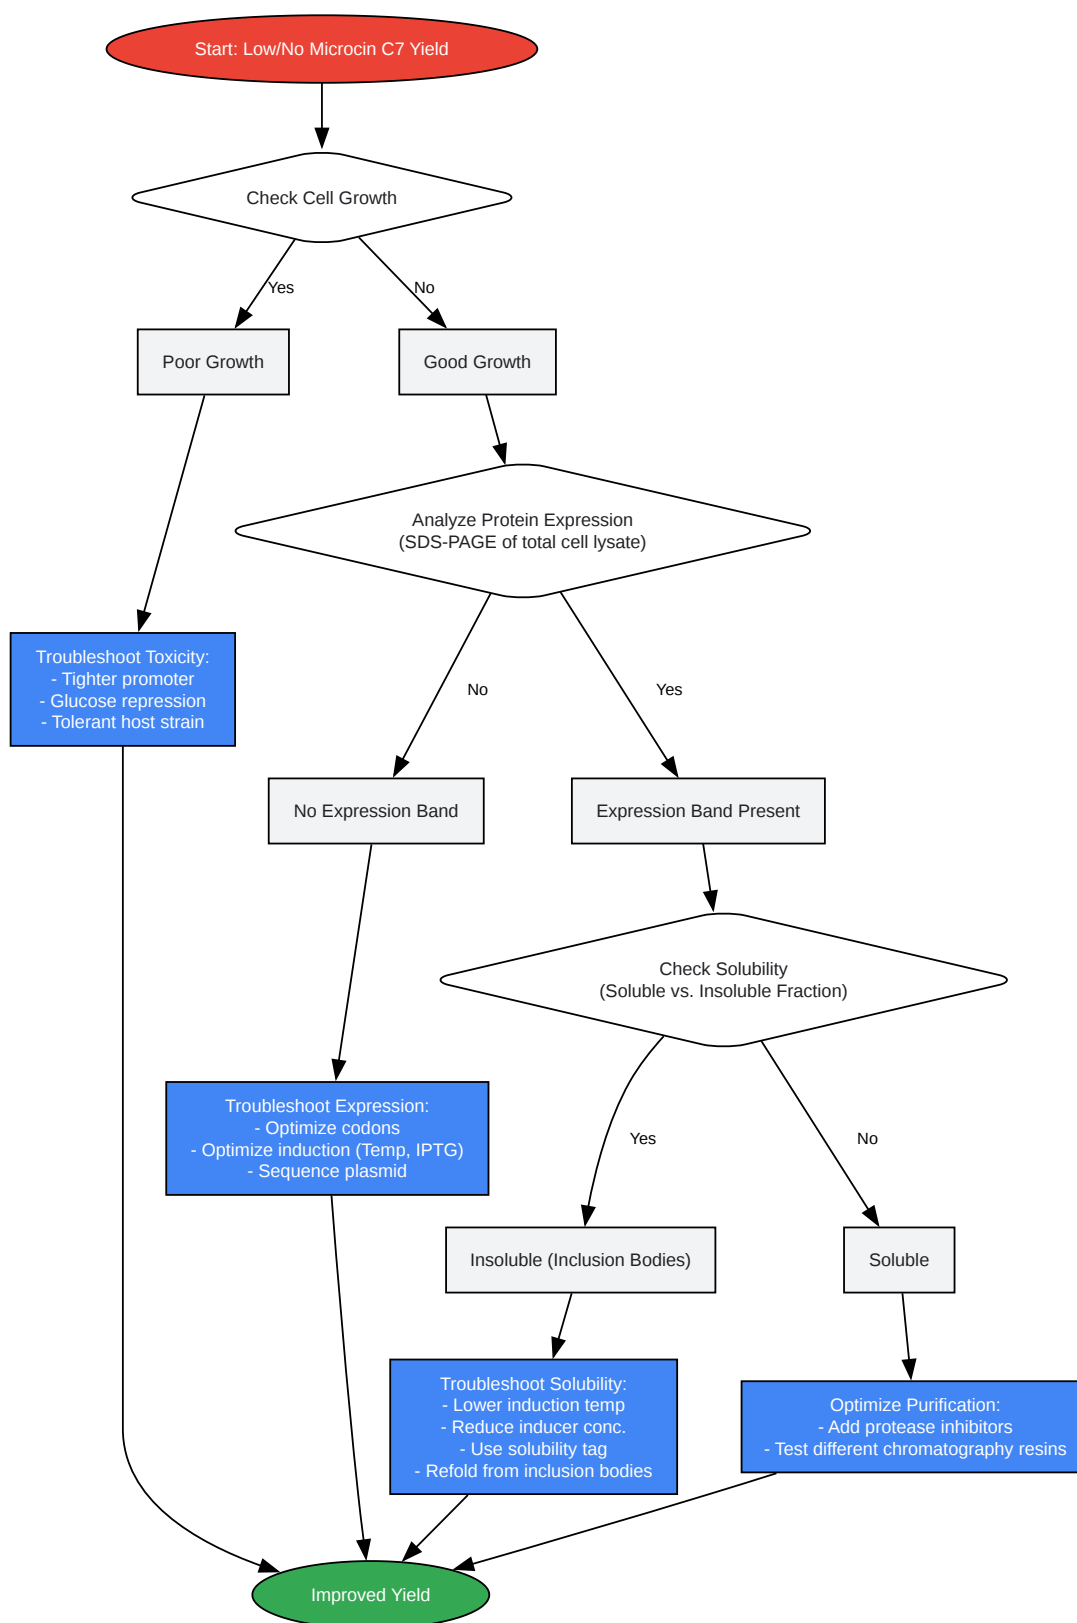 Start: Low/No Microcin C7 Yield
Check Cell Growth
Yes
No
Poor Growth
Good Growth
Analyze Protein Expression
(SDS-PAGE of total cell lysate)
Troubleshoot Toxicity:
- Tighter promoter
- Glucose repression
- Tolerant host strain
No
Yes
No Expression Band
Expression Band Present
Check Solubility
(Soluble vs. Insoluble Fraction)
Troubleshoot Expression:
- Optimize codons
- Optimize induction (Temp, IPTG)
- Sequence plasmid
Yes
No
Insoluble (Inclusion Bodies)
Soluble
Troubleshoot Solubility:
- Lower induction temp
- Reduce inducer conc.
- Use solubility tag
- Refold from inclusion bodies
Optimize Purification:
- Add protease inhibitors
- Test different chromatography resins
Improved Yield